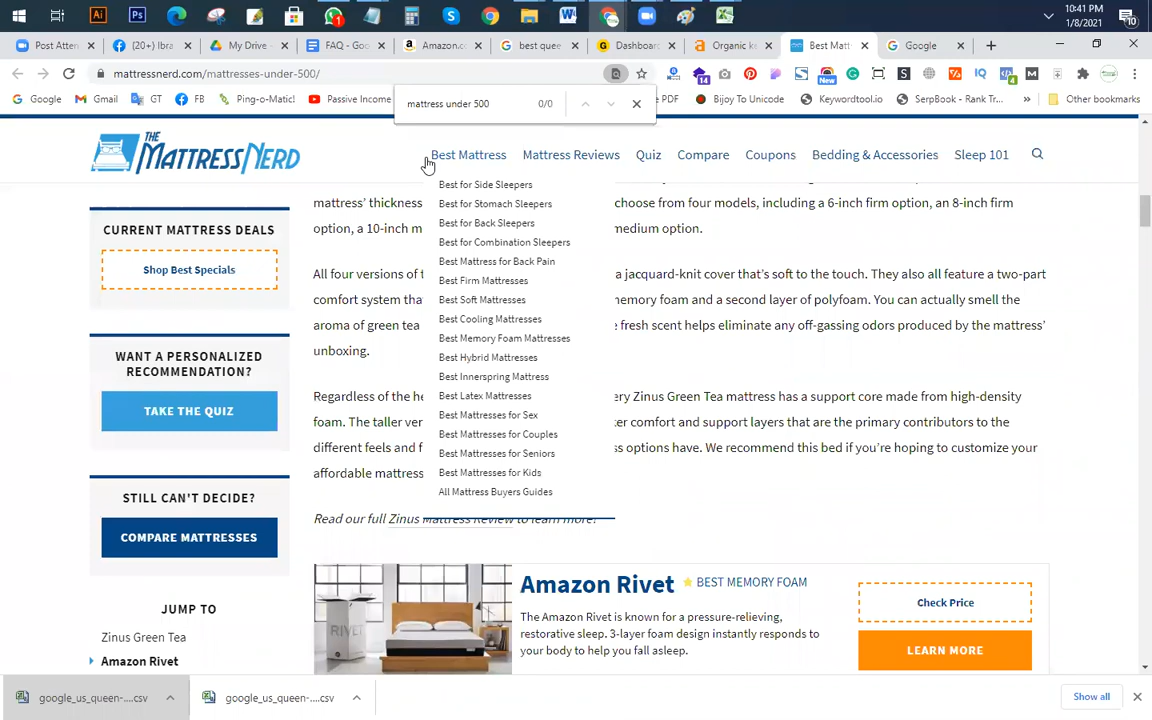 10:41 PM
1/8/2021
10
Post Atten
(20+) Ibra
My Drive -
FAQ - Goo
Amazon.c
best quee
Dashboar
Organic k
Best Matt
Google
mattressnerd.com/mattresses-under-500/
14
New
4
Google
Gmail
GT
FB
Ping-o-Matic!
Passive Income
PDF
Bijoy To Unicode
Keywordtool.io
SerpBook - Rank Tr...
Other bookmarks
mattress under 500
0/0
THE
MATTRESSNERD
Best Mattress
Mattress Reviews
Quiz
Compare
Coupons
Bedding & Accessories
Sleep 101
Best for Side Sleepers
Best for Stomach Sleepers
Best for Back Sleepers
Best for Combination Sleepers
Best Mattress for Back Pain
Best Firm Mattresses
Best Soft Mattresses
Best Cooling Mattresses
Best Memory Foam Mattresses
Best Hybrid Mattresses
Best Innerspring Mattress
Best Latex Mattresses
Best Mattresses for Sex
Best Mattresses for Couples
Best Mattresses for Seniors
Best Mattresses for Kids
All Mattress Buyers Guides
CURRENT MATTRESS DEALS
Shop Best Specials
WANT A PERSONALIZED
RECOMMENDATION?
TAKE THE QUIZ
STILL CAN'T DECIDE?
COMPARE MATTRESSES
JUMP TO
Zinus Green Tea
Amazon Rivet
mattress' thickness choose from four models, including a 6-inch firm option, an 8-inch firm
option, a 10-inch m medium option.
All four versions of t a jacquard-knit cover that's soft to the touch. They also all feature a two-part
comfort system that memory foam and a second layer of polyfoam. You can actually smell the
aroma of green tea fresh scent helps eliminate any off-gassing odors produced by the mattress'
unboxing.
Regardless of the he ery Zinus Green Tea mattress has a support core made from high-density
foam. The taller ver er comfort and support layers that are the primary contributors to the
different feels and f s options have. We recommend this bed if you're hoping to customize your
affordable mattress
Read our full Zinus Mattress Review to learn more!
RIVET
Amazon Rivet
BEST MEMORY FOAM
The Amazon Rivet is known for a pressure-relieving,
restorative sleep. 3-layer foam design instantly responds to
your body to help you fall asleep.
Check Price
LEARN MORE
google_us_queen-....csv
google_us_queen-....csv
Show all